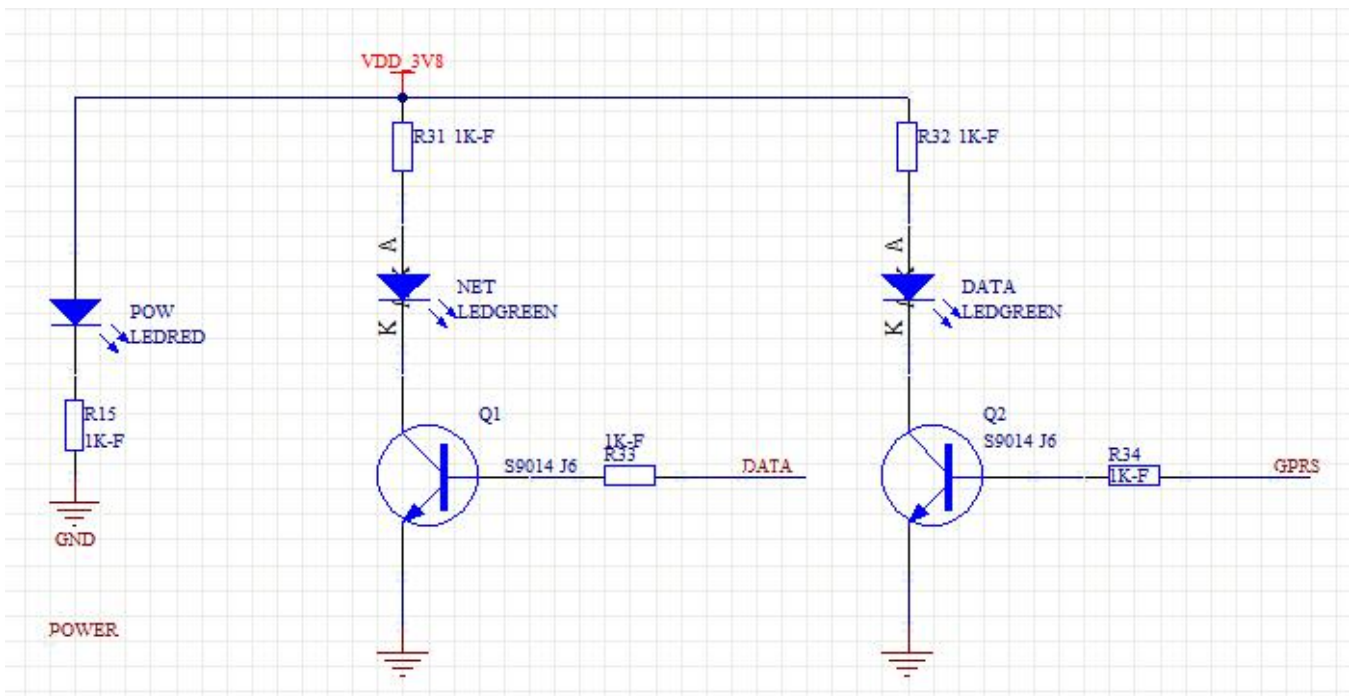 VDD_3V8
R31 1K-F
R32 1K-F
A
A
NET
LEDGREEN
DATA
LEDGREEN
POW
LEDRED
K
K
R15
1K-F
Q1
S9014 J6
1K-F
R33
DATA
Q2
S9014 J6
R34
1K-F
GPRS
GND
POWER